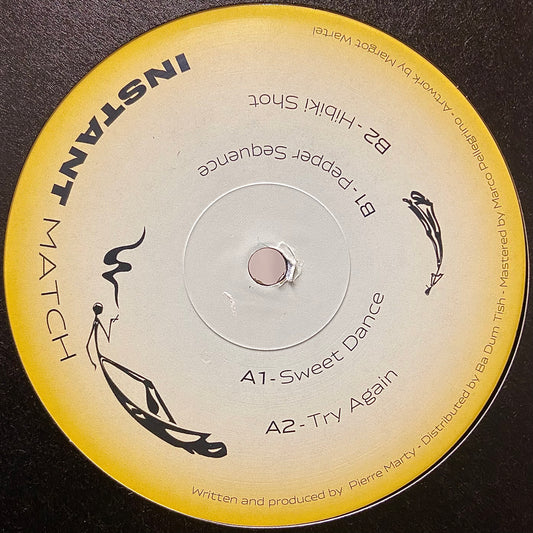 INSTANT MATCH
A1 - Sweet Dance
A2 - Try Again
B1 - Pepper Sequence
B2 - Hibiki Shot
Written and produced by Pierre Marty - Distributed by Ba Dum Tish - Mastered by Marco Pellegrino - Artwork by Margot Wartel